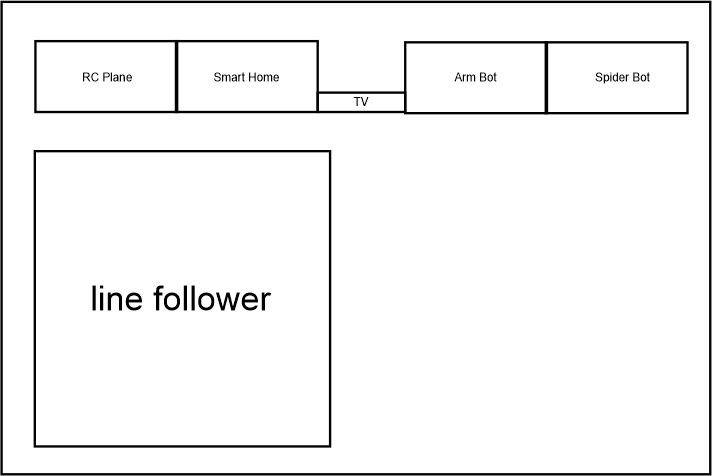 RC Plane
Smart Home
TV
Arm Bot
Spider Bot
line follower